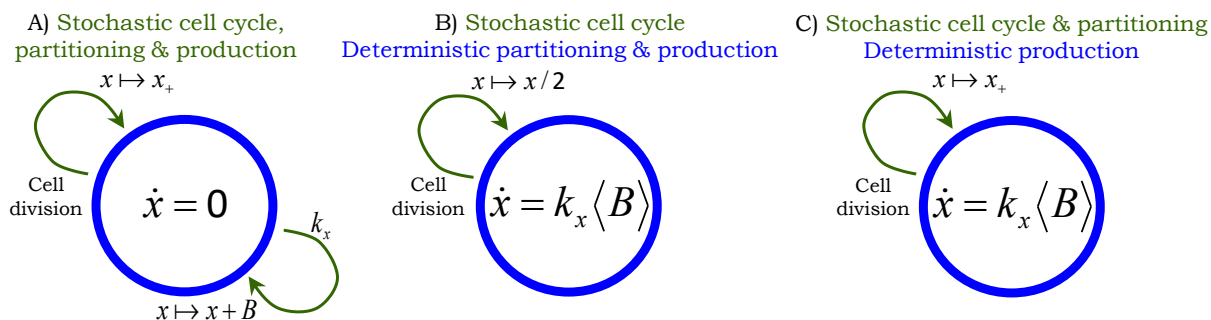 A) Stochastic cell cycle,
partitioning & production
x ↦ x₊
Cell
division
ẋ = 0
kₓ
x ↦ x + B
B) Stochastic cell cycle
Deterministic partitioning & production
x ↦ x / 2
Cell
division
ẋ = kₓ⟨B⟩
C) Stochastic cell cycle & partitioning
Deterministic production
x ↦ x₊
Cell
division
ẋ = kₓ⟨B⟩